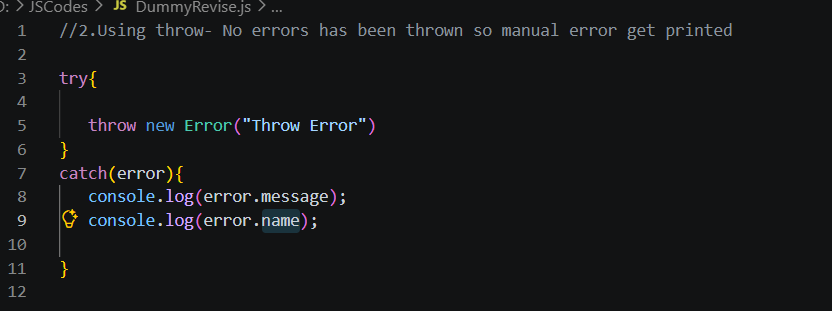 D: > JSCodes > JS DummyRevise.js > ...
1 //2.Using throw- No errors has been thrown so manual error get printed
2
3 try{
4
5 throw new Error("Throw Error")
6 }
7 catch(error){
8 console.log(error.message);
9 console.log(error.name);
10
11 }
12